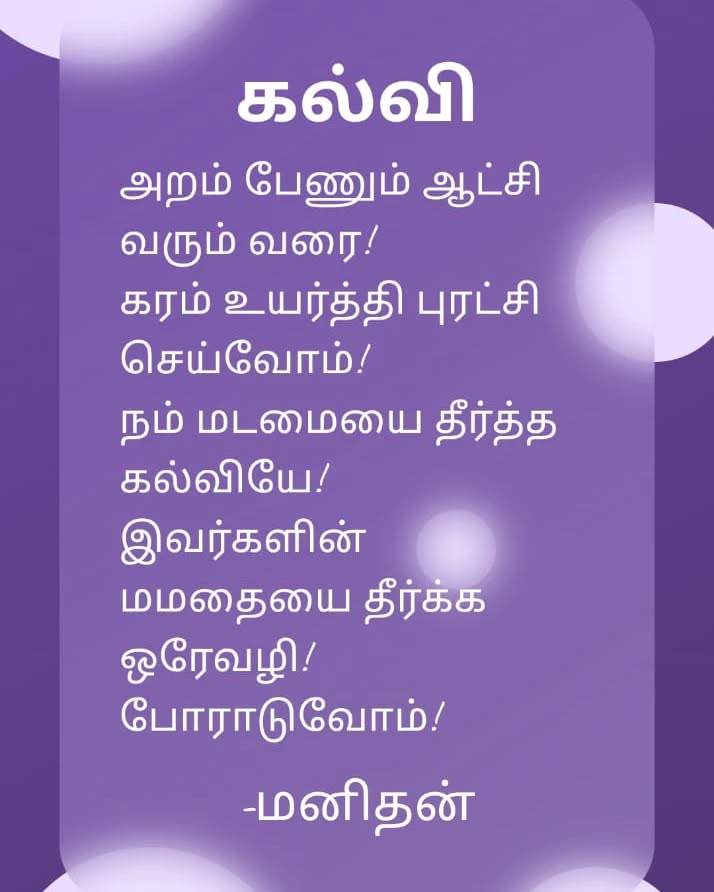 கல்வி
அறம் பேணும் ஆட்சி
வரும் வரை!
கரம் உயர்த்தி புரட்சி
செய்வோம்!
நம் மடமையை தீர்த்த
கல்வியே!
இவர்களின்
மமதையை தீர்க்க
ஒரேவழி!
போராடுவோம்!
-மனிதன்